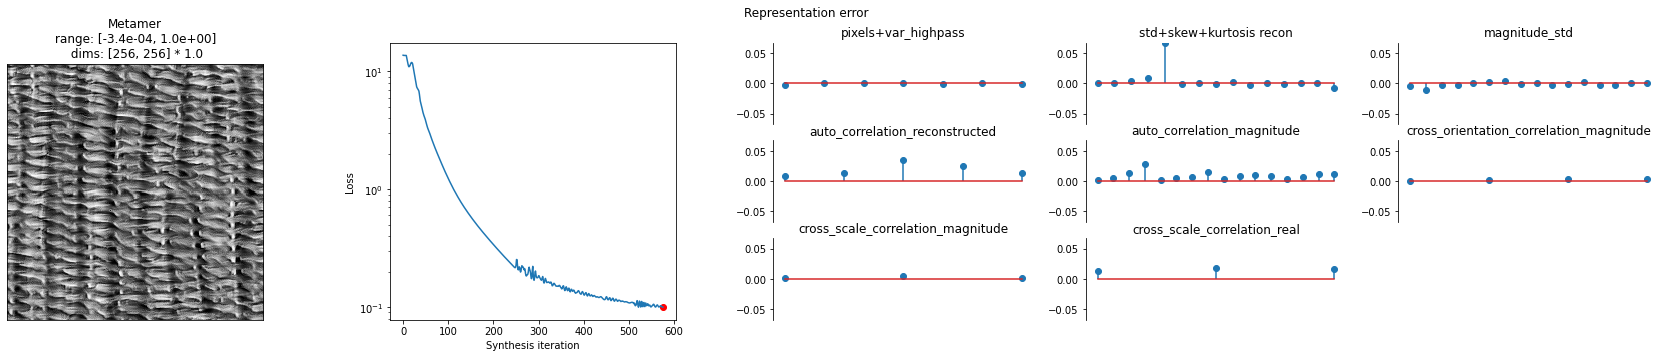 Representation error
Metamer
range: [-3.4e-04, 1.0e+00]
dims: [256, 256] * 1.0
10¹
10⁰
10⁻¹
Loss
0 100 200 300 400 500 600
Synthesis iteration
pixels+var_highpass
0.05
0.00
−0.05
std+skew+kurtosis recon
0.05
0.00
−0.05
magnitude_std
0.05
0.00
−0.05
auto_correlation_reconstructed
0.05
0.00
−0.05
auto_correlation_magnitude
0.05
0.00
−0.05
cross_orientation_correlation_magnitude
0.05
0.00
−0.05
cross_scale_correlation_magnitude
0.05
0.00
−0.05
cross_scale_correlation_real
0.05
0.00
−0.05